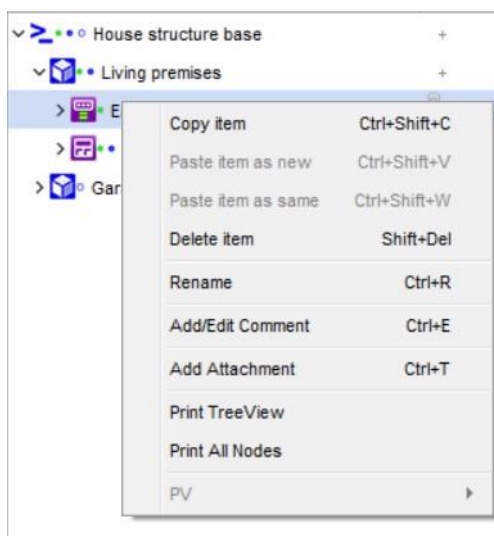 House structure base
Living premises
E
Gar
Copy item Ctrl+Shift+C
Paste item as new Ctrl+Shift+V
Paste item as same Ctrl+Shift+W
Delete item Shift+Del
Rename Ctrl+R
Add/Edit Comment Ctrl+E
Add Attachment Ctrl+T
Print TreeView
Print All Nodes
PV